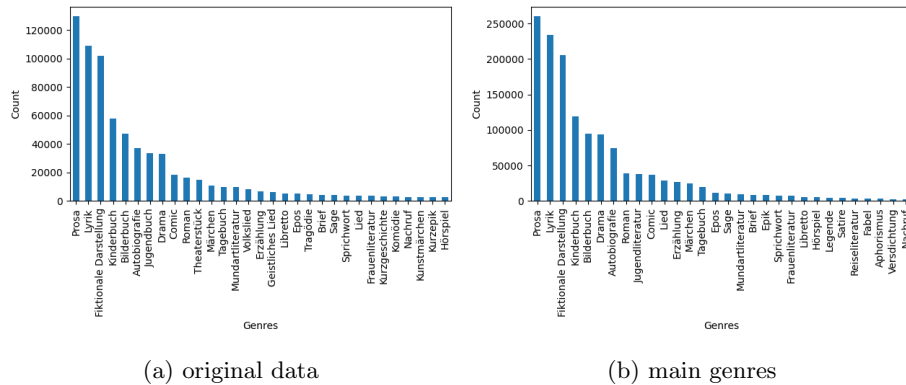 120000
100000
80000
60000
40000
20000
0
Count
Prosa
Lyrik
Fiktionale Darstellung
Kinderbuch
Bilderbuch
Autobiografie
Jugendbuch
Drama
Comic
Roman
Theaterstück
Märchen
Tagebuch
Mundartliteratur
Volkslied
Erzählung
Geistliches Lied
Libretto
Epos
Tragödie
Brief
Sage
Sprichwort
Lied
Frauenliteratur
Kurzgeschichte
Komödie
Nachruf
Kunstmärchen
Kurzepik
Hörspiel
Genres
(a) original data
250000
200000
150000
100000
50000
0
Count
Prosa
Lyrik
Fiktionale Darstellung
Kinderbuch
Bilderbuch
Drama
Autobiografie
Roman
Jugendliteratur
Comic
Lied
Erzählung
Märchen
Tagebuch
Epos
Sage
Mundartliteratur
Brief
Epik
Sprichwort
Frauenliteratur
Libretto
Hörspiel
Legende
Satire
Reiseliteratur
Fabel
Aphorismus
Versdichtung
Nachruf
Genres
(b) main genres